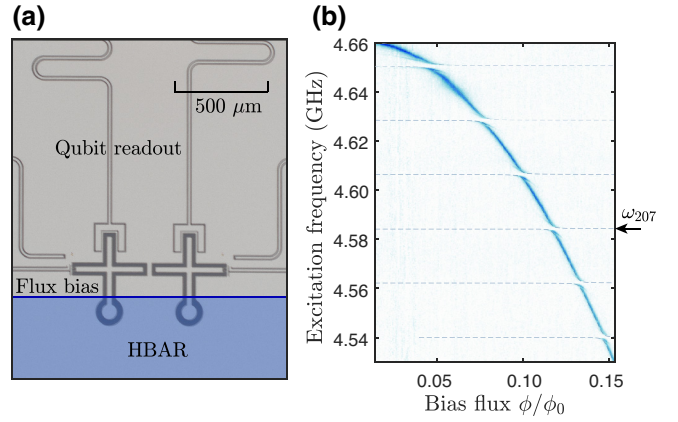 (a)
500 μm
Qubit readout
Flux bias
HBAR
(b)
Excitation frequency (GHz)
4.66
4.64
4.62
4.60
4.58
4.56
4.54
0.05
0.10
0.15
Bias flux ϕ/ϕ0
ω207